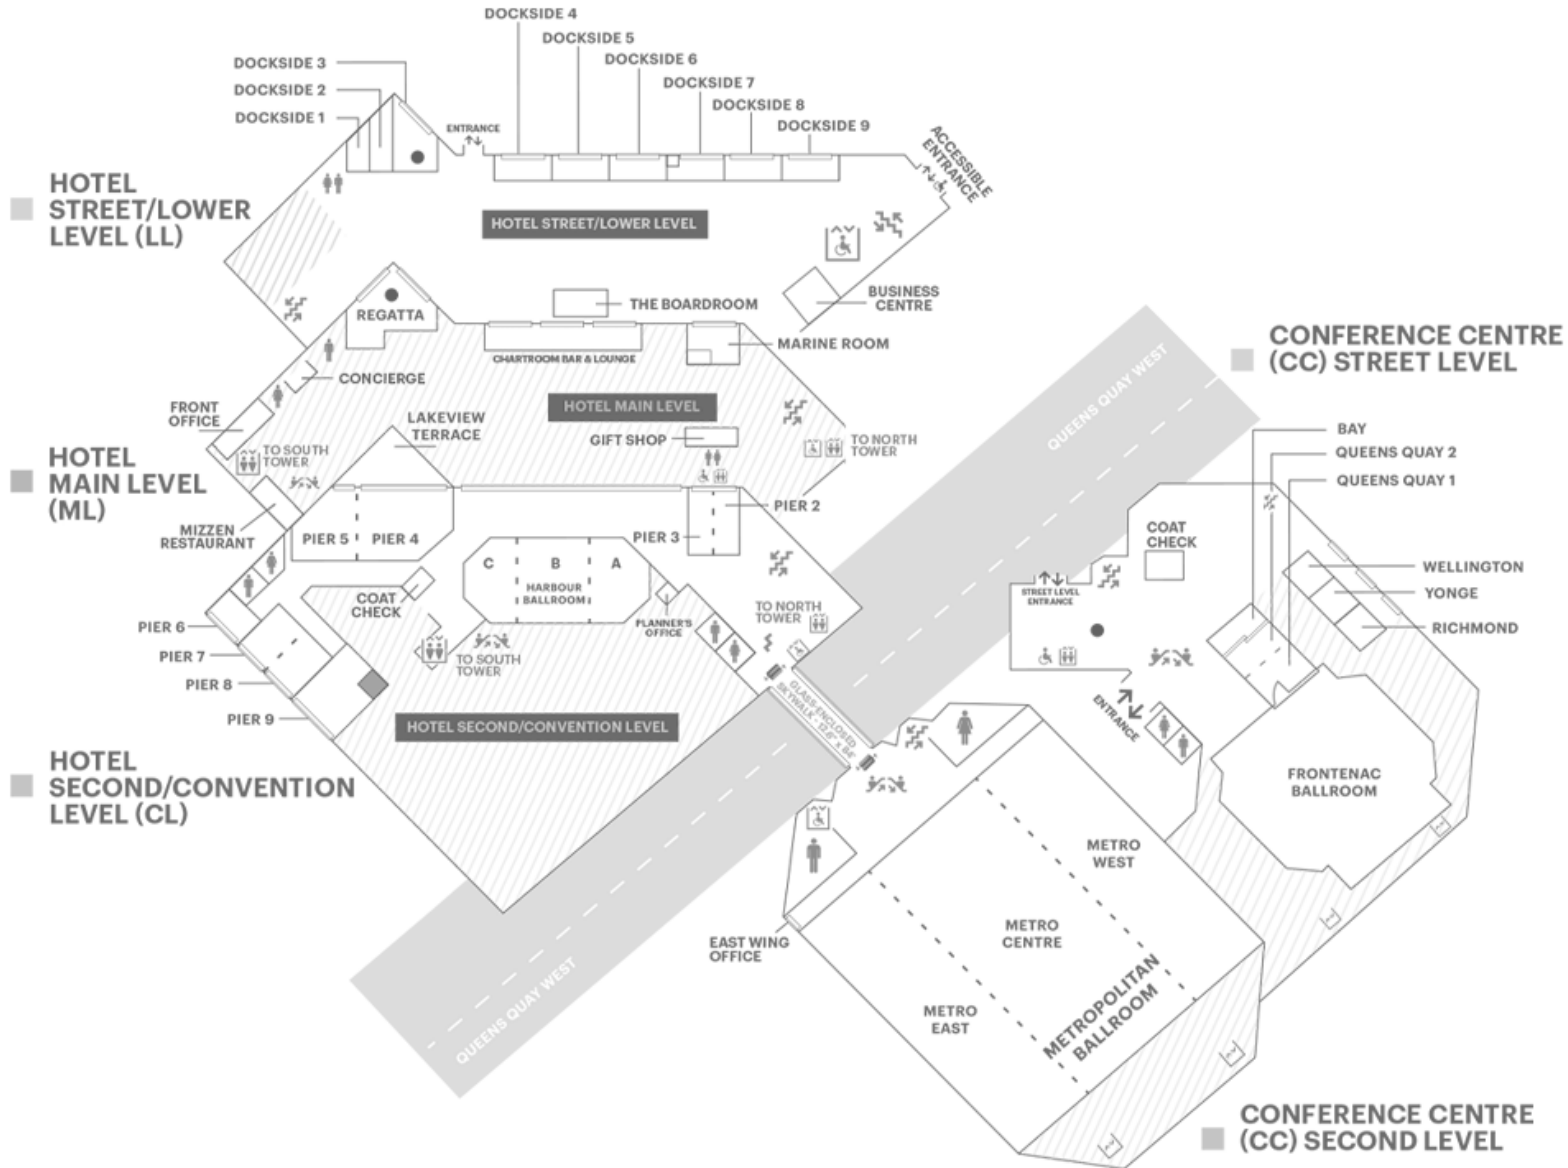 DOCKSIDE 4
DOCKSIDE 5
DOCKSIDE 6
DOCKSIDE 7
DOCKSIDE 8
DOCKSIDE 9
DOCKSIDE 3
DOCKSIDE 2
DOCKSIDE 1
ENTRANCE
ACCESSIBLE
ENTRANCE
HOTEL
STREET/LOWER
LEVEL (LL)
HOTEL STREET/LOWER LEVEL
BUSINESS
CENTRE
THE BOARDROOM
REGATTA
CHARTROOM BAR & LOUNGE
MARINE ROOM
CONCIERGE
FRONT
OFFICE
HOTEL MAIN LEVEL
LAKEVIEW
TERRACE
GIFT SHOP
TO SOUTH
TOWER
TO NORTH
TOWER
HOTEL
MAIN LEVEL
(ML)
MIZZEN
RESTAURANT
PIER 5
PIER 4
PIER 3
PIER 2
C
B
A
HARBOUR
BALLROOM
COAT
CHECK
PLANNER'S
OFFICE
TO NORTH
TOWER
TO SOUTH
TOWER
PIER 6
PIER 7
PIER 8
PIER 9
HOTEL SECOND/CONVENTION LEVEL
HOTEL
SECOND/CONVENTION
LEVEL (CL)
GLASS-ENCLOSED
SKYWALK - 12'6" x 84'
QUEENS QUAY WEST
QUEENS QUAY WEST
CONFERENCE CENTRE
(CC) STREET LEVEL
BAY
QUEENS QUAY 2
QUEENS QUAY 1
COAT
CHECK
STREET LEVEL
ENTRANCE
WELLINGTON
YONGE
RICHMOND
ENTRANCE
FRONTENAC
BALLROOM
METRO
WEST
METRO
CENTRE
METRO
EAST
METROPOLITAN
BALLROOM
EAST WING
OFFICE
CONFERENCE CENTRE
(CC) SECOND LEVEL